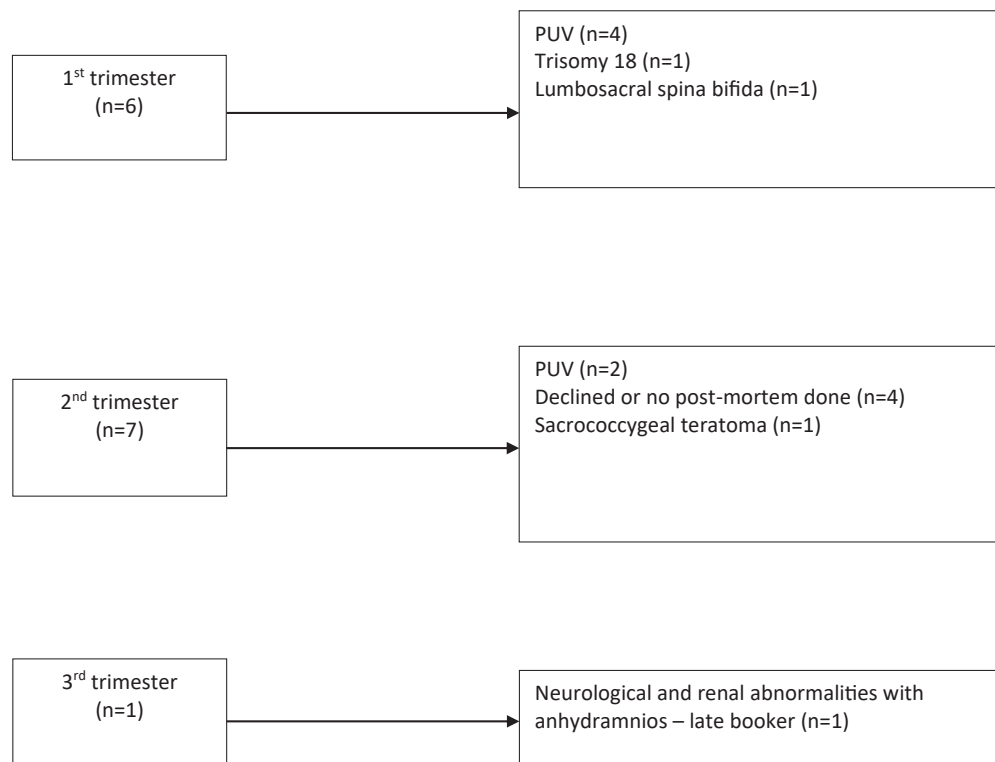 1st trimester
(n=6)
PUV (n=4)
Trisomy 18 (n=1)
Lumbosacral spina bifida (n=1)
2nd trimester
(n=7)
PUV (n=2)
Declined or no post-mortem done (n=4)
Sacrococcygeal teratoma (n=1)
3rd trimester
(n=1)
Neurological and renal abnormalities with
anhydramnios – late booker (n=1)